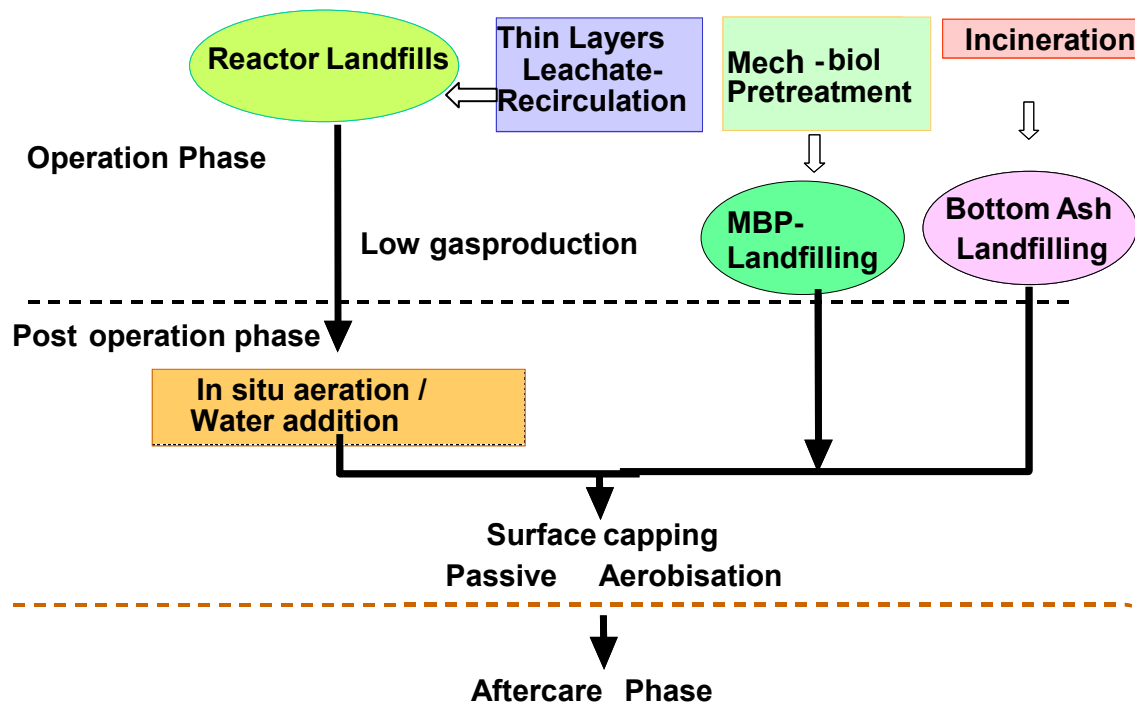 Reactor Landfills
Thin Layers
Leachate-
Recirculation
Mech -biol
Pretreatment
Incineration
Operation Phase
Low gasproduction
MBP-
Landfilling
Bottom Ash
Landfilling
Post operation phase
In situ aeration /
Water addition
Surface capping
Passive Aerobisation
Aftercare Phase